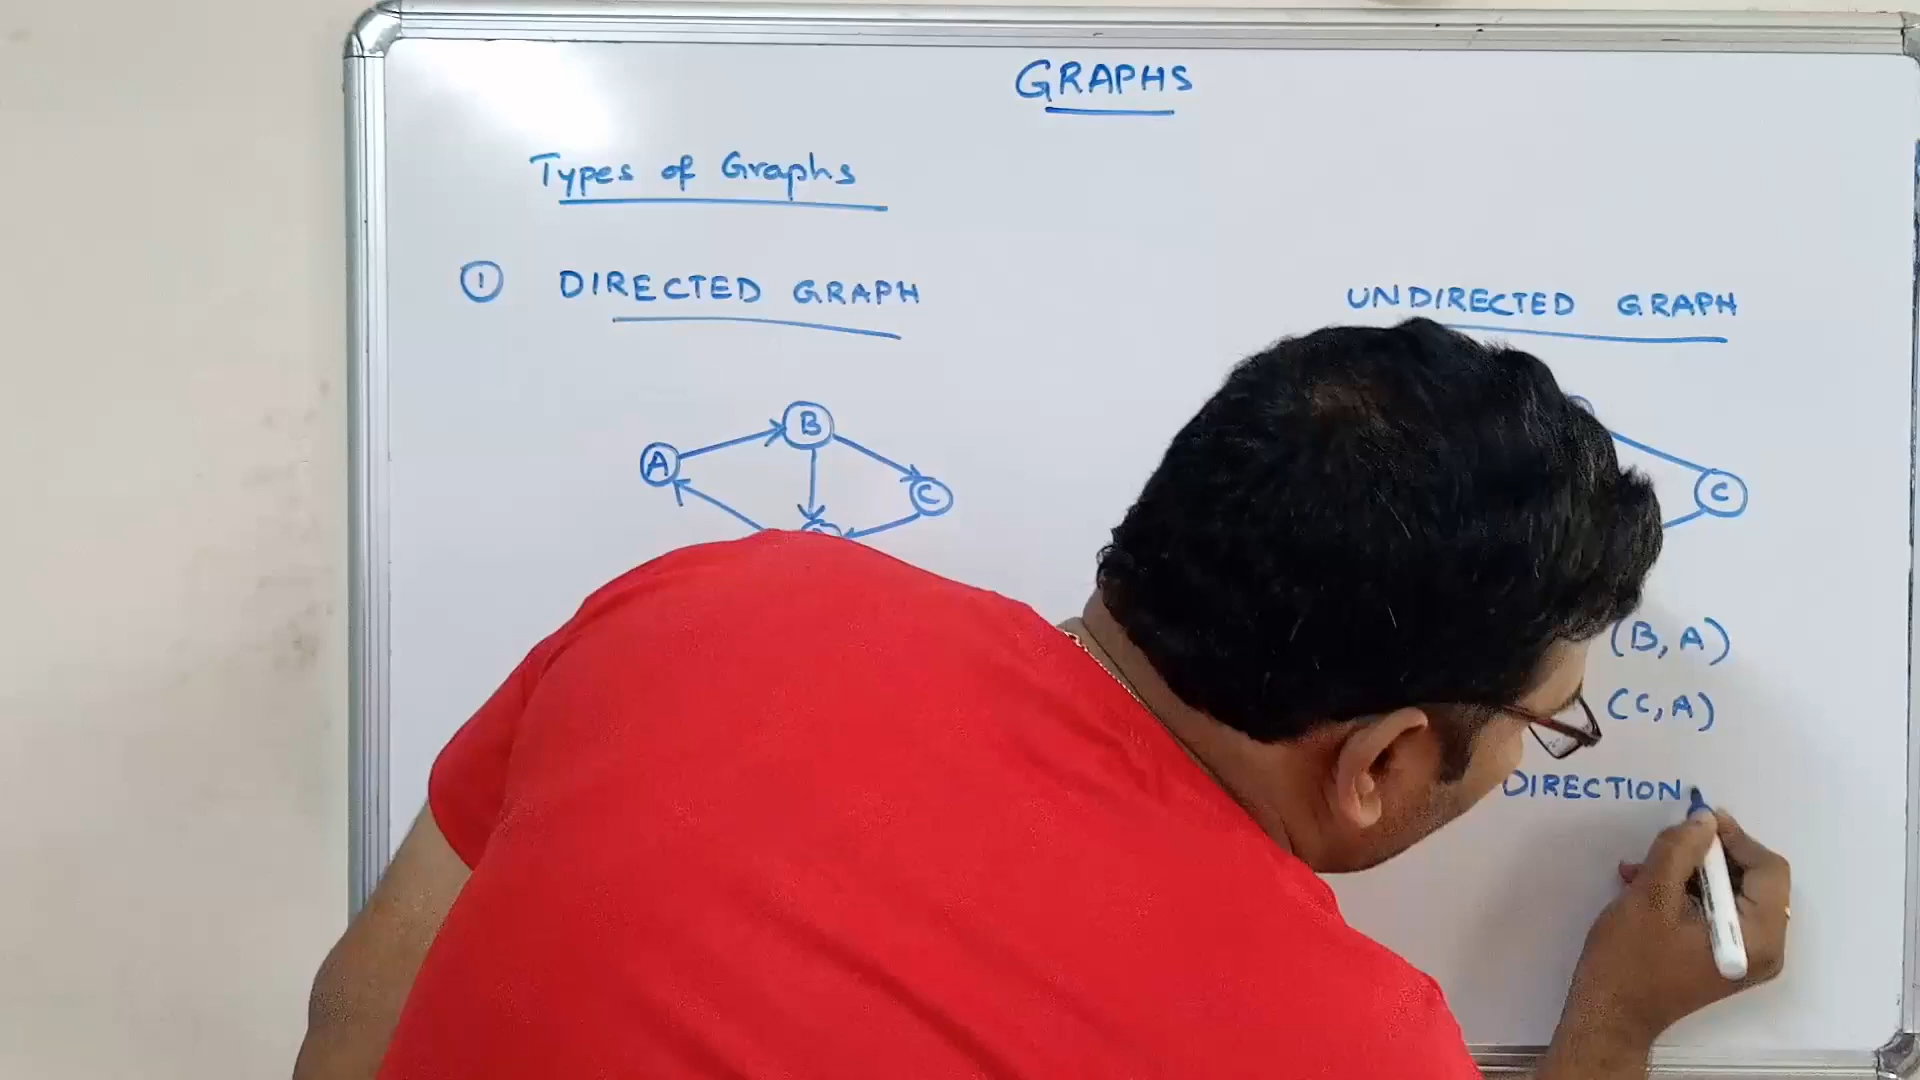 GRAPHS
Types of Graphs
① DIRECTED GRAPH
UNDIRECTED GRAPH
B
A
C
C
(B, A)
(C, A)
DIRECTION